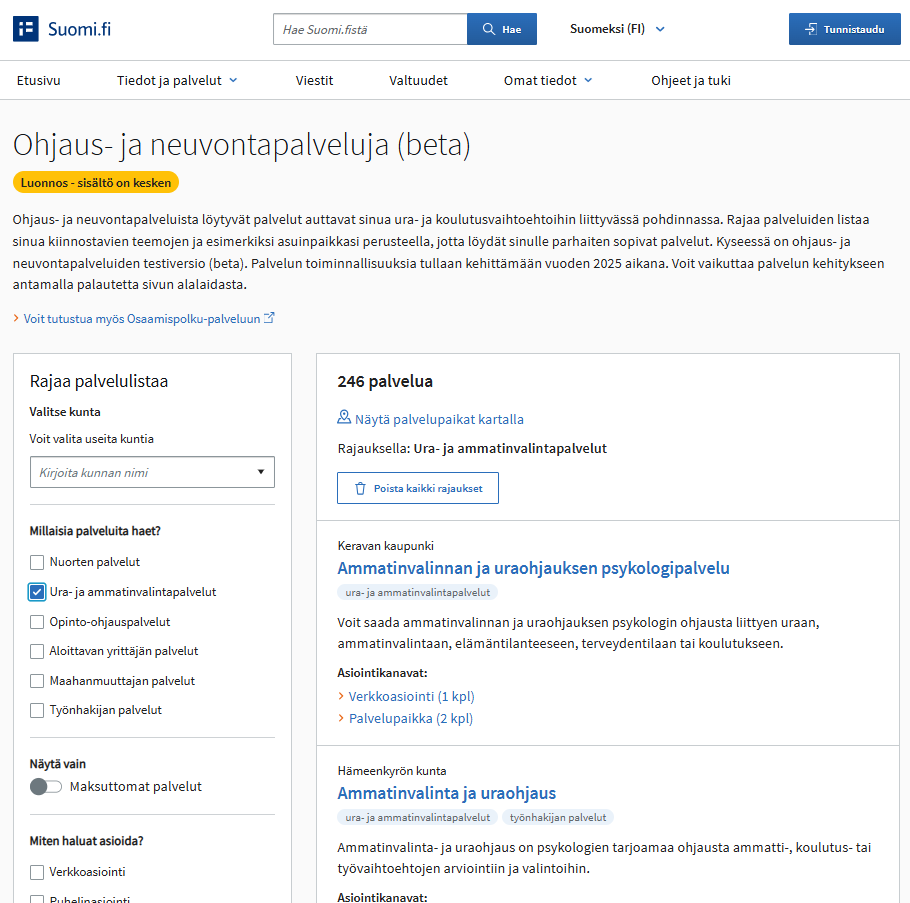 Suomi.fi
Hae Suomi.fistä
Hae
Suomeksi (FI)
Tunnistaudu
Etusivu
Tiedot ja palvelut
Viestit
Valtuudet
Omat tiedot
Ohjeet ja tuki
Ohjaus- ja neuvontapalveluja (beta)
Luonnos - sisältö on kesken
Ohjaus- ja neuvontapalveluista löytyvät palvelut auttavat sinua ura- ja koulutusvaihtoehtoihin liittyvässä pohdinnassa. Rajaa palveluiden listaa
sinua kiinnostavien teemojen ja esimerkiksi asuinpaikkasi perusteella, jotta löydät sinulle parhaiten sopivat palvelut. Kyseessä on ohjaus- ja
neuvontapalveluiden testiversio (beta). Palvelun toiminnallisuuksia tullaan kehittämään vuoden 2025 aikana. Voit vaikuttaa palvelun kehitykseen
antamalla palautetta sivun alalaidasta.
Voit tutustua myös Osaamispolku-palveluun
Rajaa palvelulistaa
Valitse kunta
Voit valita useita kuntia
Kirjoita kunnan nimi
Millaisia palveluita haet?
Nuorten palvelut
Ura- ja ammatinvalintapalvelut
Opinto-ohjauspalvelut
Aloittavan yrittäjän palvelut
Maahanmuuttajan palvelut
Työnhakijan palvelut
Näytä vain
Maksuttomat palvelut
Miten haluat asioida?
Verkkoasiointi
Puhelinasiointi
246 palvelua
Näytä palvelupaikat kartalla
Rajauksella: Ura- ja ammatinvalintapalvelut
Poista kaikki rajaukset
Keravan kaupunki
Ammatinvalinnan ja uraohjauksen psykologipalvelu
ura- ja ammatinvalintapalvelut
Voit saada ammatinvalinnan ja uraohjauksen psykologin ohjausta liittyen uraan,
ammatinvalintaan, elämäntilanteeseen, terveydentilaan tai koulutukseen.
Asiointikanavat:
Verkkoasiointi (1 kpl)
Palvelupaikka (2 kpl)
Hämeenkyrön kunta
Ammatinvalinta ja uraohjaus
ura- ja ammatinvalintapalvelut
työnhakijan palvelut
Ammatinvalinta- ja uraohjaus on psykologien tarjoamaa ohjausta ammatti-, koulutus- tai
työvaihtoehtojen arviointiin ja valintoihin.
Asiointikanavat: